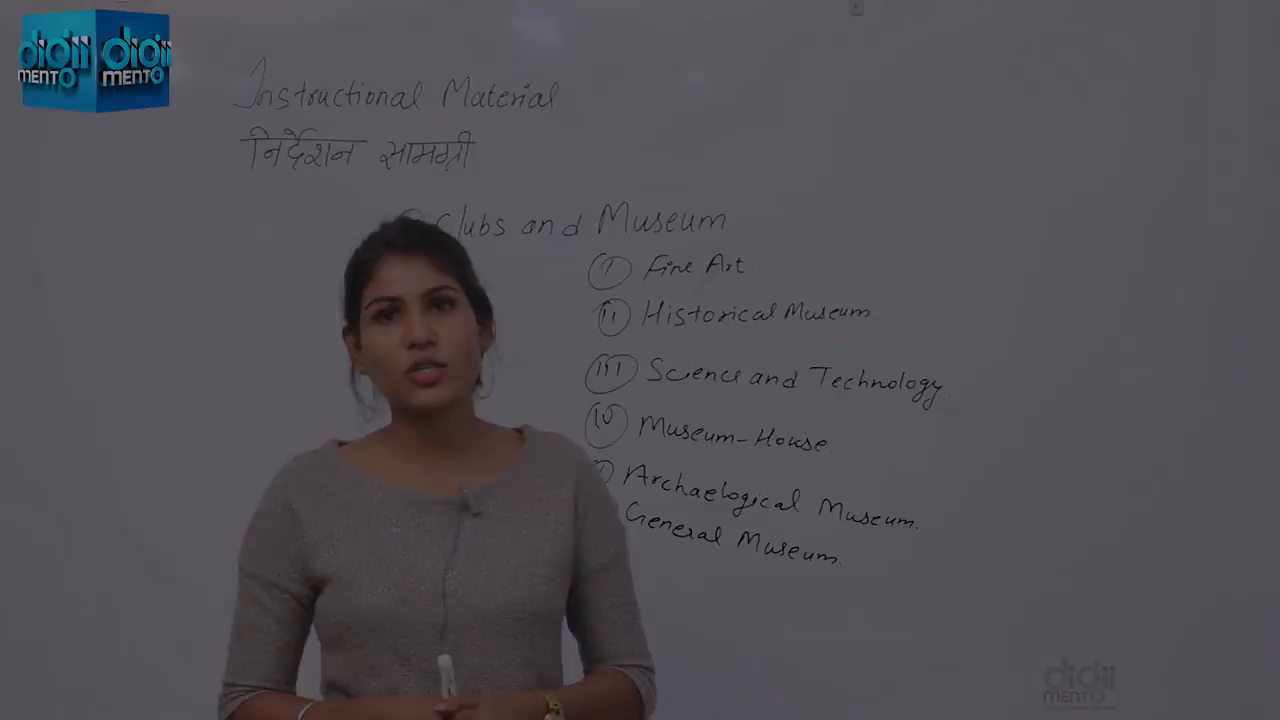 digii
MENTO
digii
MENTO
Instructional Material
निर्देशन सामग्री
Clubs and Museum
I Fine Art.
II Historical Museum
III Science and Technology.
IV Museum-House.
Archaelogical Museum.
General Museum.
digii
MENTO